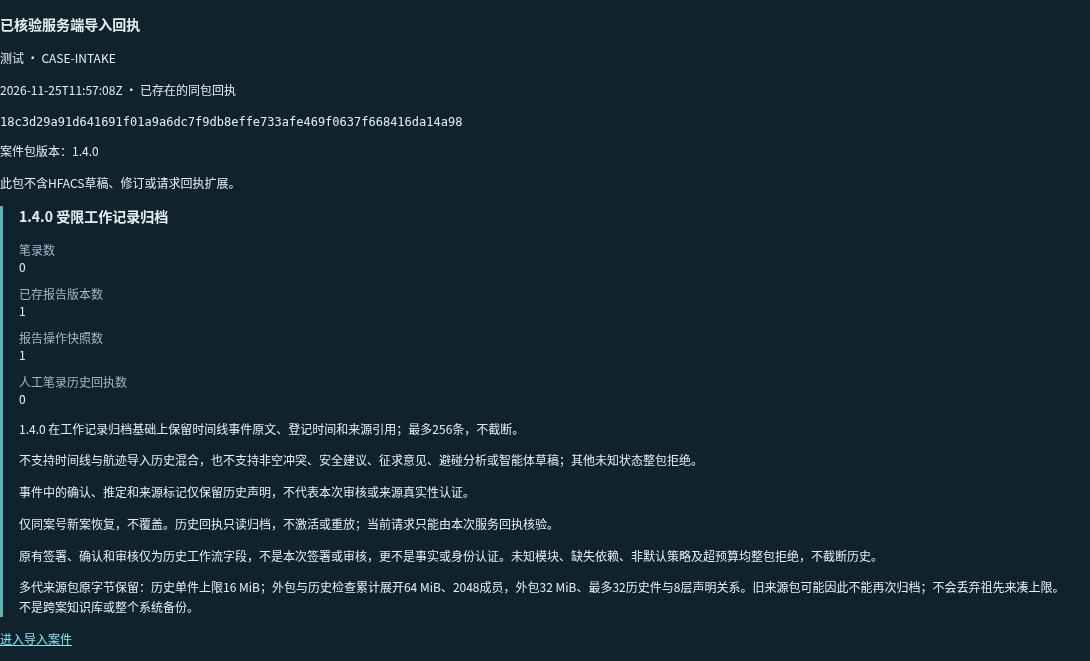 已核验服务端导入回执
测试 · CASE-INTAKE
2026-11-25T11:57:08Z · 已存在的同包回执
18c3d29a91d641691f01a9a6dc7f9db8effe733afe469f0637f668416da14a98
案件包版本：1.4.0
此包不含HFACS草稿、修订或请求回执扩展。
1.4.0 受限工作记录归档
笔录数
0
已存报告版本数
1
报告操作快照数
1
人工笔录历史回执数
0
1.4.0 在工作记录归档基础上保留时间线事件原文、登记时间和来源引用；最多256条，不截断。
不支持时间线与航迹导入历史混合，也不支持非空冲突、安全建议、征求意见、避碰分析或智能体草稿；其他未知状态整包拒绝。
事件中的确认、推定和来源标记仅保留历史声明，不代表本次审核或来源真实性认证。
仅同案号新案恢复，不覆盖。历史回执只读归档，不激活或重放；当前请求只能由本次服务回执核验。
原有签署、确认和审核仅为历史工作流字段，不是本次签署或审核，更不是事实或身份认证。未知模块、缺失依赖、非默认策略及超预算均整包拒绝，不截断历史。
多代来源包原字节保留：历史单件上限16 MiB；外包与历史检查累计展开64 MiB、2048成员，外包32 MiB、最多32历史件与8层声明关系。旧来源包可能因此不能再次归档；不会丢弃祖先来凑上限。
不是跨案知识库或整个系统备份。
进入导入案件